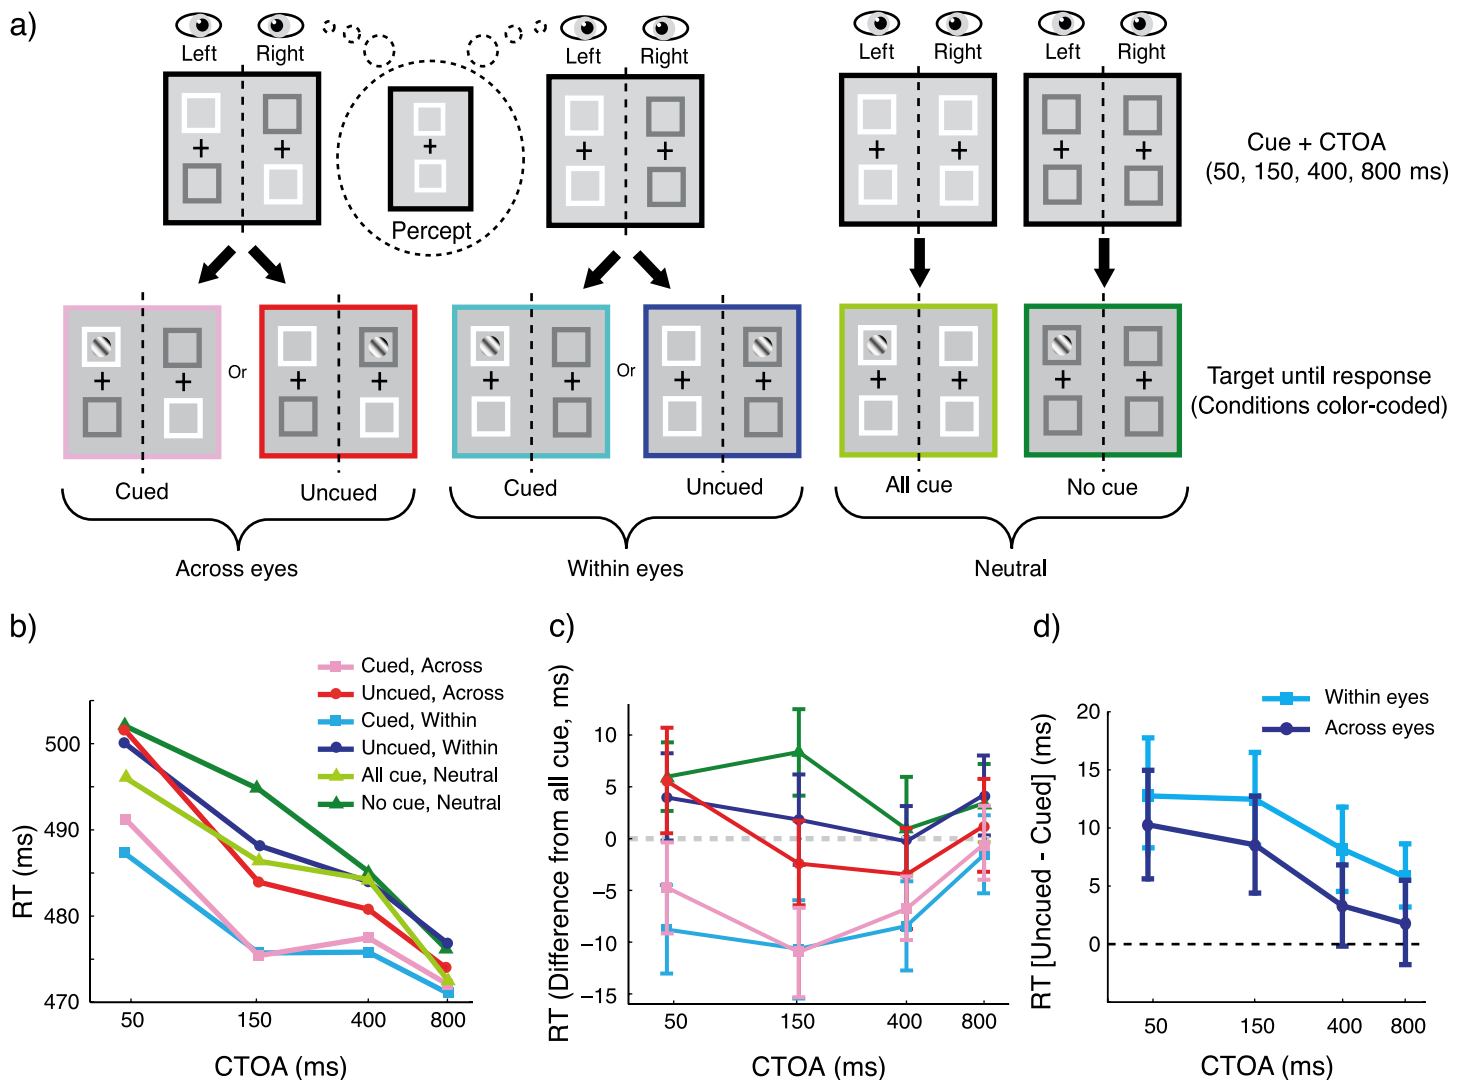 a)
Left Right
Left Right
Left Right
Left Right
Percept
Cue + CTOA
(50, 150, 400, 800 ms)
Or
Or
Target until response
(Conditions color-coded)
Cued
Uncued
Cued
Uncued
All cue
No cue
Across eyes
Within eyes
Neutral
b)
Cued, Across
Uncued, Across
Cued, Within
Uncued, Within
All cue, Neutral
No cue, Neutral
RT (ms)
500
490
480
470
50 150 400 800
CTOA (ms)
c)
RT (Difference from all cue, ms)
10
5
0
−5
−10
−15
50 150 400 800
CTOA (ms)
d)
Within eyes
Across eyes
RT [Uncued - Cued] (ms)
20
15
10
5
0
50 150 400 800
CTOA (ms)